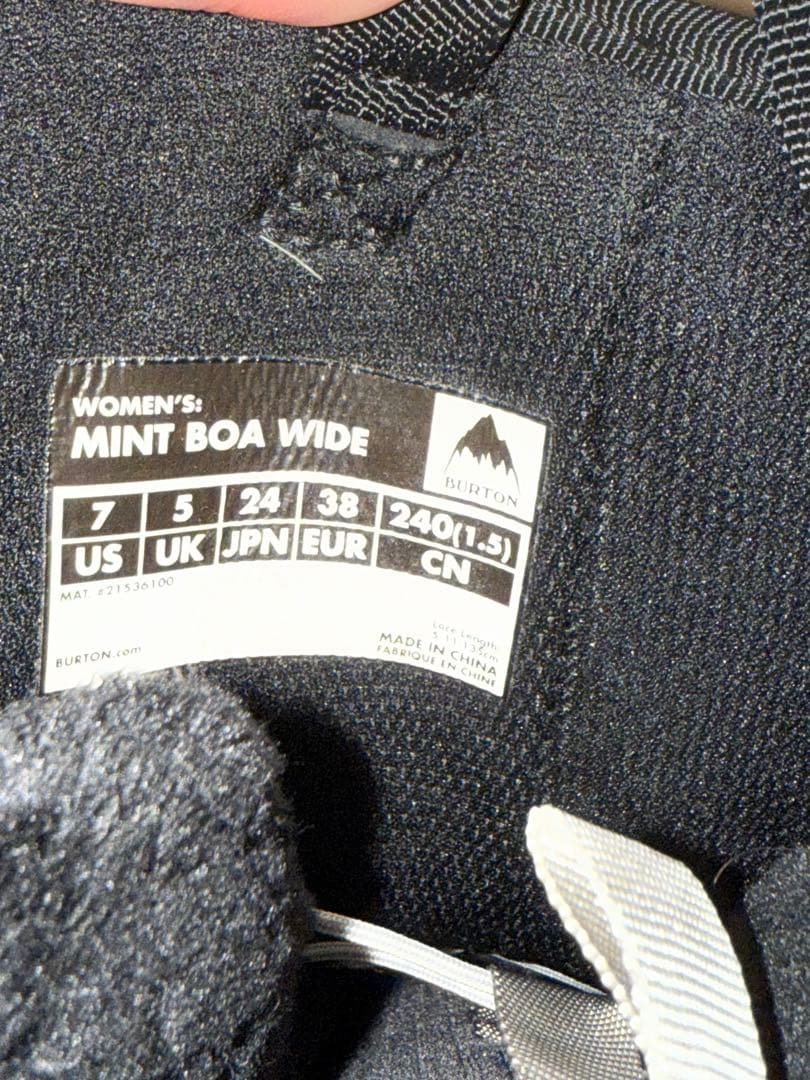 WOMEN'S:
MINT BOA WIDE
BURTON
7 5 24 38 240(1.5)
US UK JPN EUR CN
MAT. #21536100
Lace Length:
BURTON.com
MADE IN CHINA
FABRIQUE EN CHINE